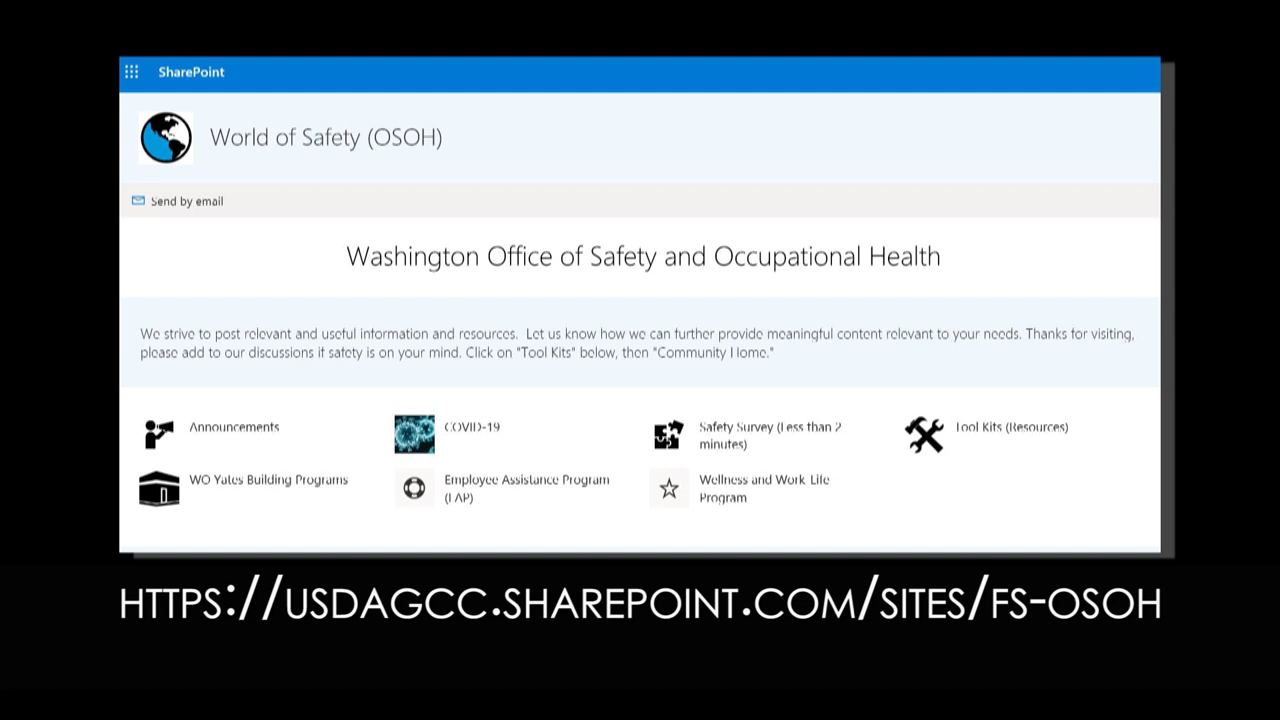 SharePoint
World of Safety (OSOH)
Send by email
Washington Office of Safety and Occupational Health
We strive to post relevant and useful information and resources. Let us know how we can further provide meaningful content relevant to your needs. Thanks for visiting,
please add to our discussions if safety is on your mind. Click on "Tool Kits" below, then "Community Home."
Announcements
COVID-19
Safety Survey (Less than 2
minutes)
Tool Kits (Resources)
WO Yates Building Programs
Employee Assistance Program
(EAP)
Wellness and Work Life
Program
HTTPS://USDAGCC.SHAREPOINT.COM/SITES/FS-OSOH